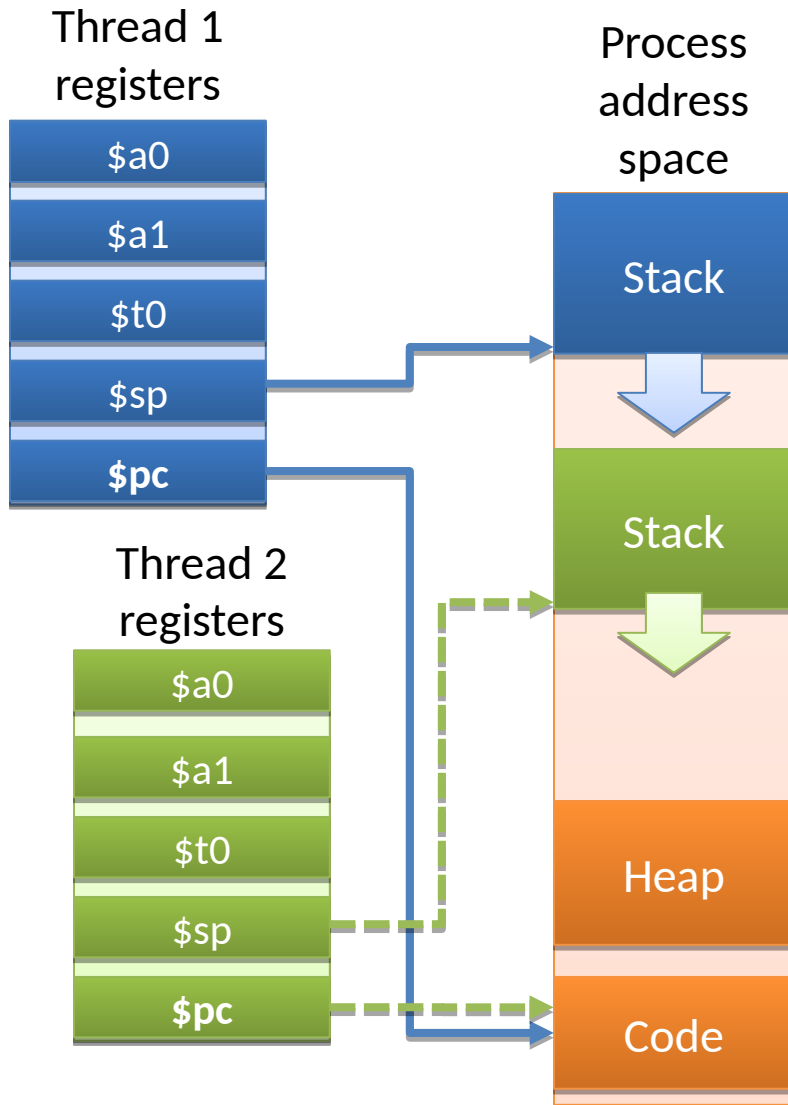 Thread 1
registers
$a0
$a1
$t0
$sp
$pc
Thread 2
registers
$a0
$a1
$t0
$sp
$pc
Process
address
space
Stack
Stack
Heap
Code